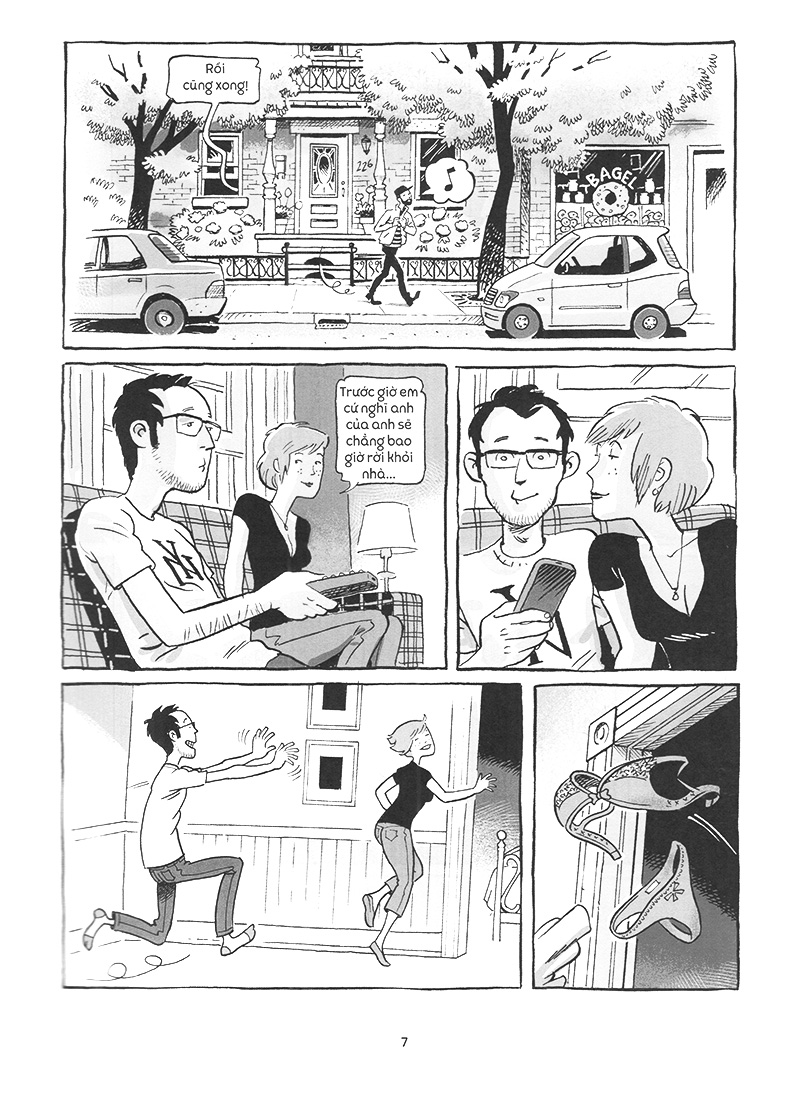 Rồi
cũng xong!
226
BAGEL
Trước giờ em
cứ nghĩ anh
của anh sẽ
chẳng bao
giờ rời khỏi
nhà...
NY
N
7